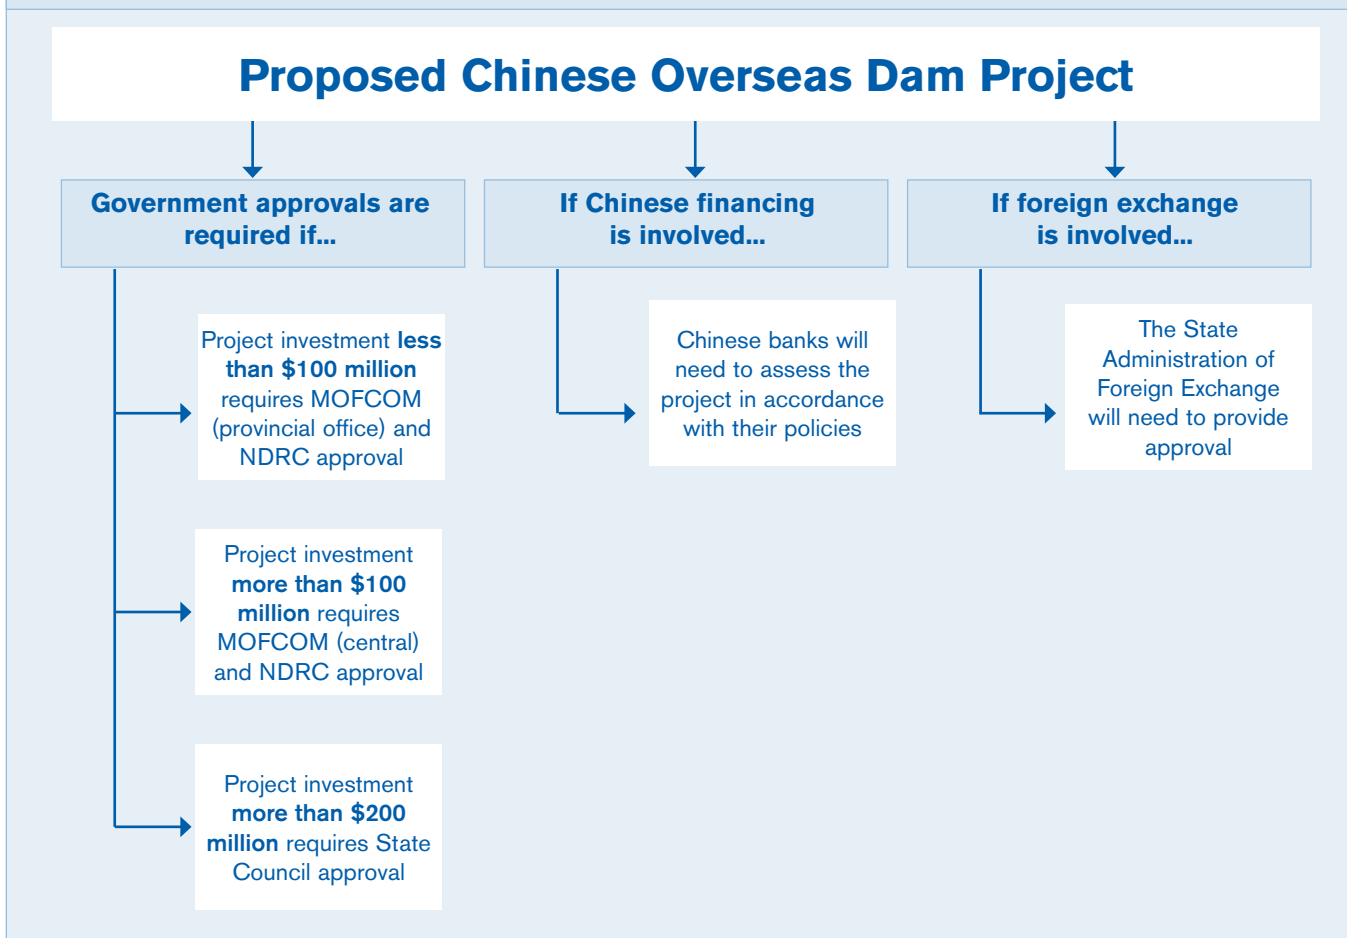 Proposed Chinese Overseas Dam Project
Government approvals are
required if...
Project investment less
than $100 million
requires MOFCOM
(provincial office) and
NDRC approval
Project investment
more than $100
million requires
MOFCOM (central)
and NDRC approval
Project investment
more than $200
million requires State
Council approval
If Chinese financing
is involved...
Chinese banks will
need to assess the
project in accordance
with their policies
If foreign exchange
is involved...
The State
Administration of
Foreign Exchange
will need to provide
approval